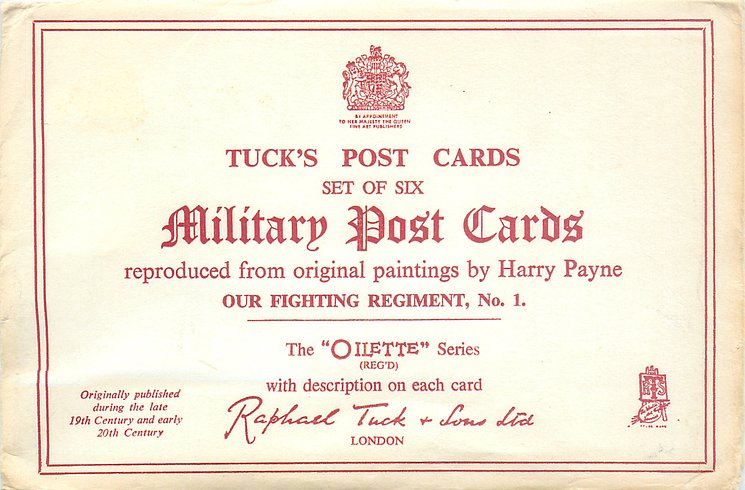 BY APPOINTMENT
TO HER MAJESTY THE QUEEN
FINE ART PUBLISHERS
TUCK'S POST CARDS
SET OF SIX
Military Post Cards
reproduced from original paintings by Harry Payne
OUR FIGHTING REGIMENT, No. 1.
The "OILETTE" Series
(REG'D)
with description on each card
Originally published
during the late
19th Century and early
20th Century
Raphael Tuck & Sons Ltd
LONDON
RTS